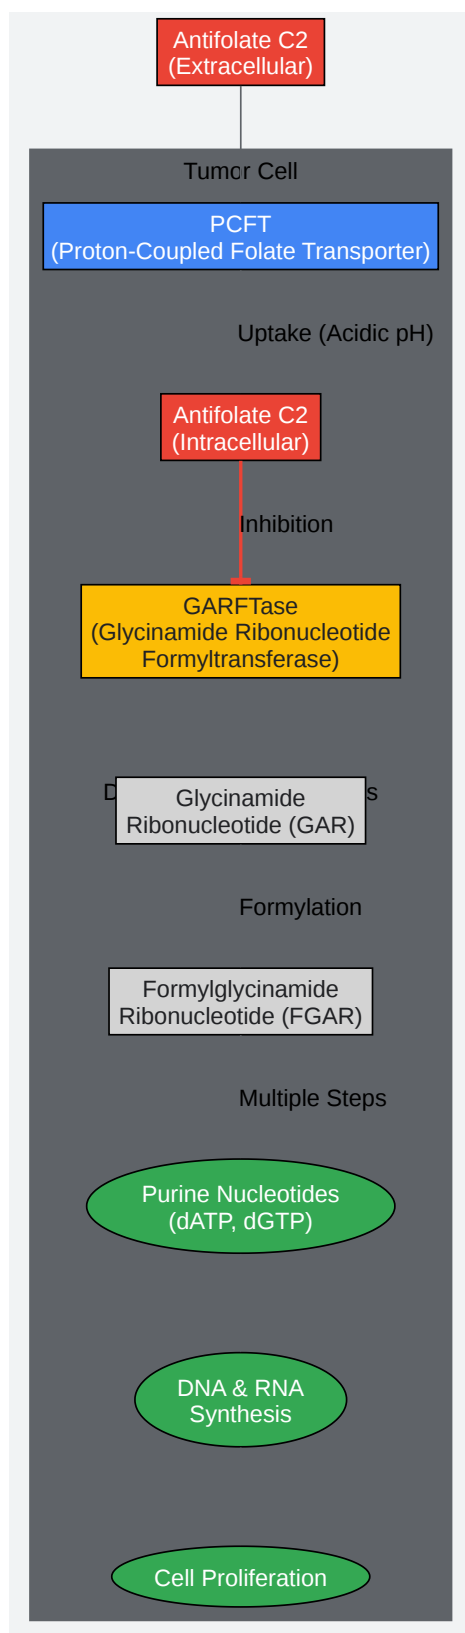 Antifolate C2
(Extracellular)
Tumor Cell
PCFT
(Proton-Coupled Folate Transporter)
Uptake (Acidic pH)
Antifolate C2
(Intracellular)
Inhibition
GARFTase
(Glycinamide Ribonucleotide
Formyltransferase)
Glycinamide
Ribonucleotide (GAR)
Formylation
Formylglycinamide
Ribonucleotide (FGAR)
Multiple Steps
Purine Nucleotides
(dATP, dGTP)
DNA & RNA
Synthesis
Cell Proliferation